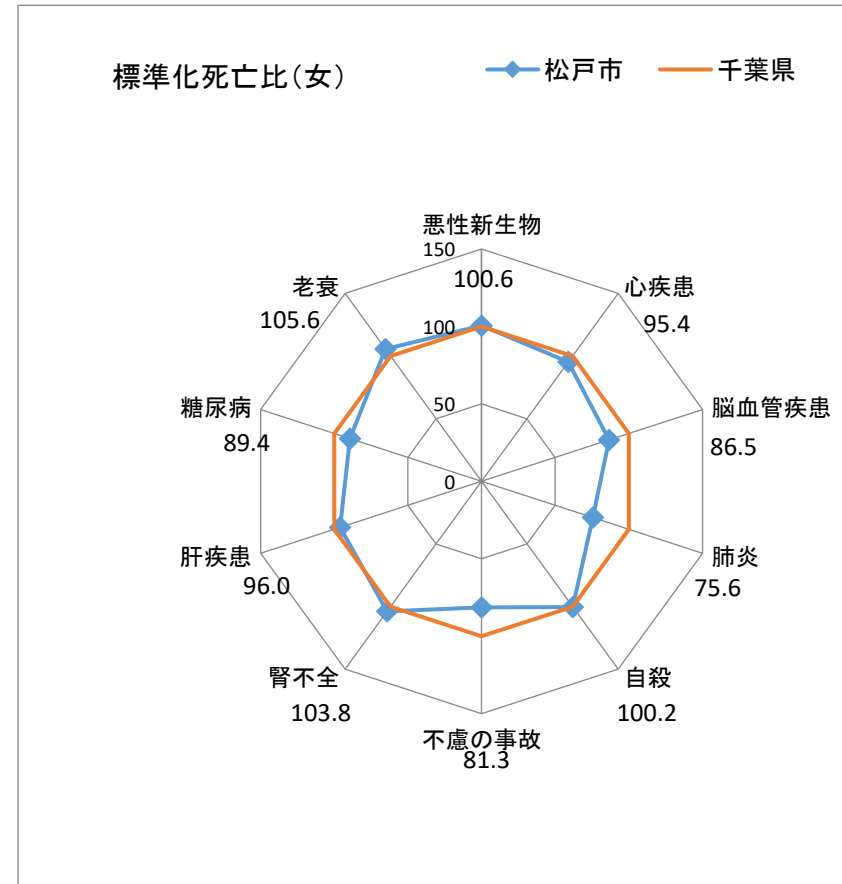 標準化死亡比(女)
松戸市
千葉県
悪性新生物
100.6
心疾患
95.4
脳血管疾患
86.5
肺炎
75.6
自殺
100.2
不慮の事故
81.3
腎不全
103.8
肝疾患
96.0
糖尿病
89.4
老衰
105.6
150
100
50
0